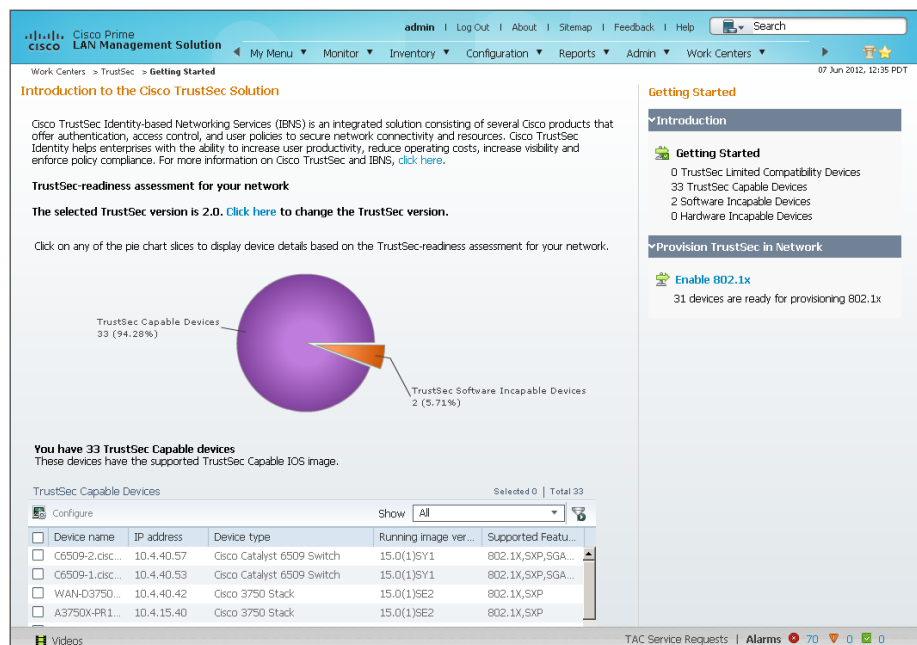 admin | Log Out | About | Sitemap | Feedback | Help Search
Cisco Prime
CISCO LAN Management Solution
My Menu Monitor Inventory Configuration Reports Admin Work Centers
Work Centers > TrustSec > Getting Started
07 Jun 2012, 12:35 PDT
Introduction to the Cisco TrustSec Solution
Cisco TrustSec Identity-based Networking Services (IBNS) is an integrated solution consisting of several Cisco products that
offer authentication, access control, and user policies to secure network connectivity and resources. Cisco TrustSec
Identity helps enterprises with the ability to increase user productivity, reduce operating costs, increase visibility and
enforce policy compliance. For more information on Cisco TrustSec and IBNS, click here.
TrustSec-readiness assessment for your network
The selected TrustSec version is 2.0. Click here to change the TrustSec version.
Click on any of the pie chart slices to display device details based on the TrustSec-readiness assessment for your network.
TrustSec Capable Devices
33 (94.28%)
TrustSec Software Incapable Devices
2 (5.71%)
You have 33 TrustSec Capable devices
These devices have the supported TrustSec Capable IOS image.
TrustSec Capable Devices Selected 0 | Total 33
Configure Show All
Device name IP address Device type Running image ver... Supported Featu...
C6509-2.cisc... 10.4.40.57 Cisco Catalyst 6509 Switch 15.0(1)SY1 802.1X,SXP,SGA...
C6509-1.cisc... 10.4.40.53 Cisco Catalyst 6509 Switch 15.0(1)SY1 802.1X,SXP,SGA...
WAN-D3750... 10.4.40.42 Cisco 3750 Stack 15.0(1)SE2 802.1X,SXP
A3750X-PR1... 10.4.15.40 Cisco 3750 Stack 15.0(1)SE2 802.1X,SXP
Getting Started
Introduction
Getting Started
0 TrustSec Limited Compatibility Devices
33 TrustSec Capable Devices
2 Software Incapable Devices
0 Hardware Incapable Devices
Provision TrustSec in Network
Enable 802.1x
31 devices are ready for provisioning 802.1x
Videos
TAC Service Requests | Alarms 70 0 0